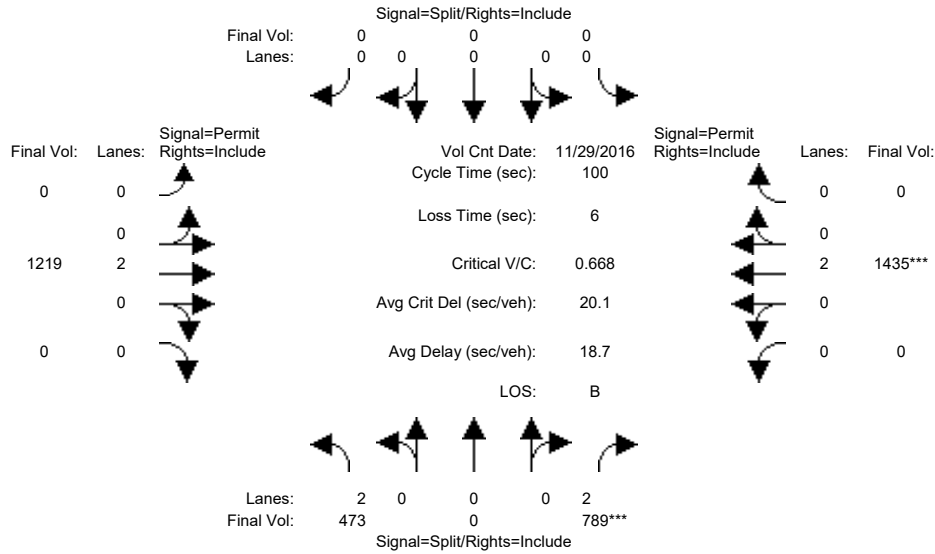 Signal=Split/Rights=Include
Final Vol: 0 0 0
Lanes: 0 0 0 0 0
Signal=Permit
Final Vol: Lanes: Rights=Include
Vol Cnt Date: 11/29/2016
Signal=Permit
Rights=Include Lanes: Final Vol:
Cycle Time (sec): 100
0 0
0 0
Loss Time (sec): 6
0
0
1219 2
Critical V/C: 0.668
2 1435***
0
Avg Crit Del (sec/veh): 20.1
0
0 0
Avg Delay (sec/veh): 18.7
0 0
LOS: B
Lanes: 2 0 0 0 2
Final Vol: 473 0 789***
Signal=Split/Rights=Include